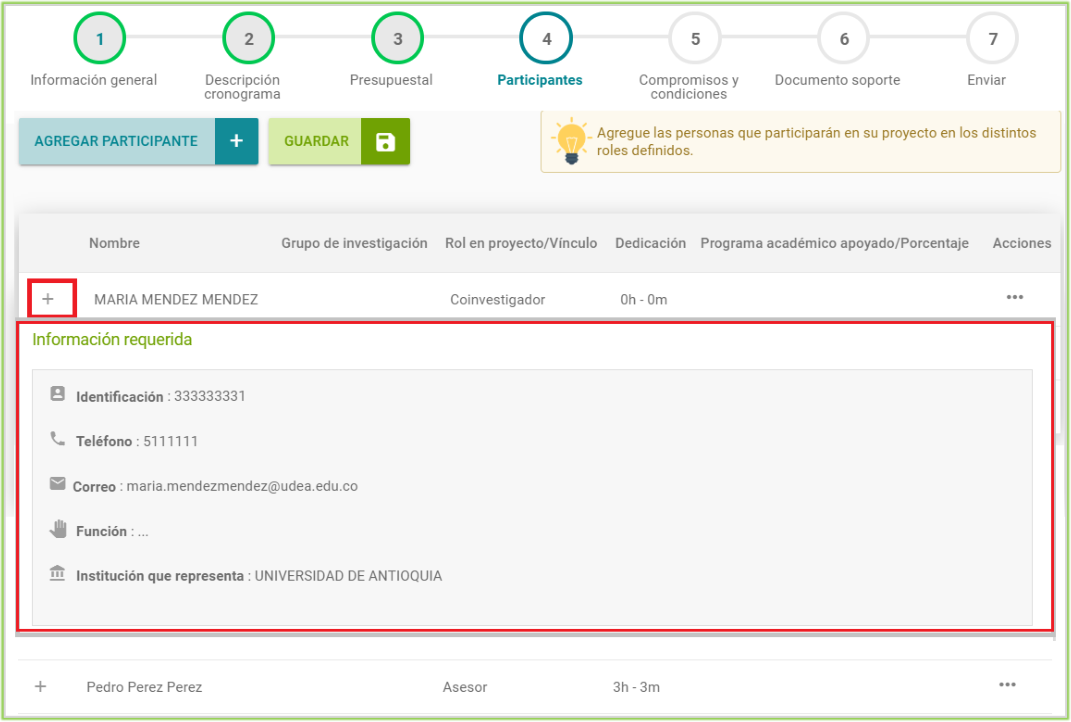 1 2 3 4 5 6 7
Información general Descripción Presupuestal Participantes Compromisos y Documento soporte Enviar
cronograma condiciones
AGREGAR PARTICIPANTE + GUARDAR
Agregue las personas que participarán en su proyecto en los distintos
roles definidos.
Nombre Grupo de investigación Rol en proyecto/Vínculo Dedicación Programa académico apoyado/Porcentaje Acciones
+ MARIA MENDEZ MENDEZ Coinvestigador 0h - 0m •••
Información requerida
Identificación : 333333331
Teléfono : 5111111
Correo : maria.mendezmendez@udea.edu.co
Función : ...
Institución que representa : UNIVERSIDAD DE ANTIOQUIA
+ Pedro Perez Perez Asesor 3h - 3m •••